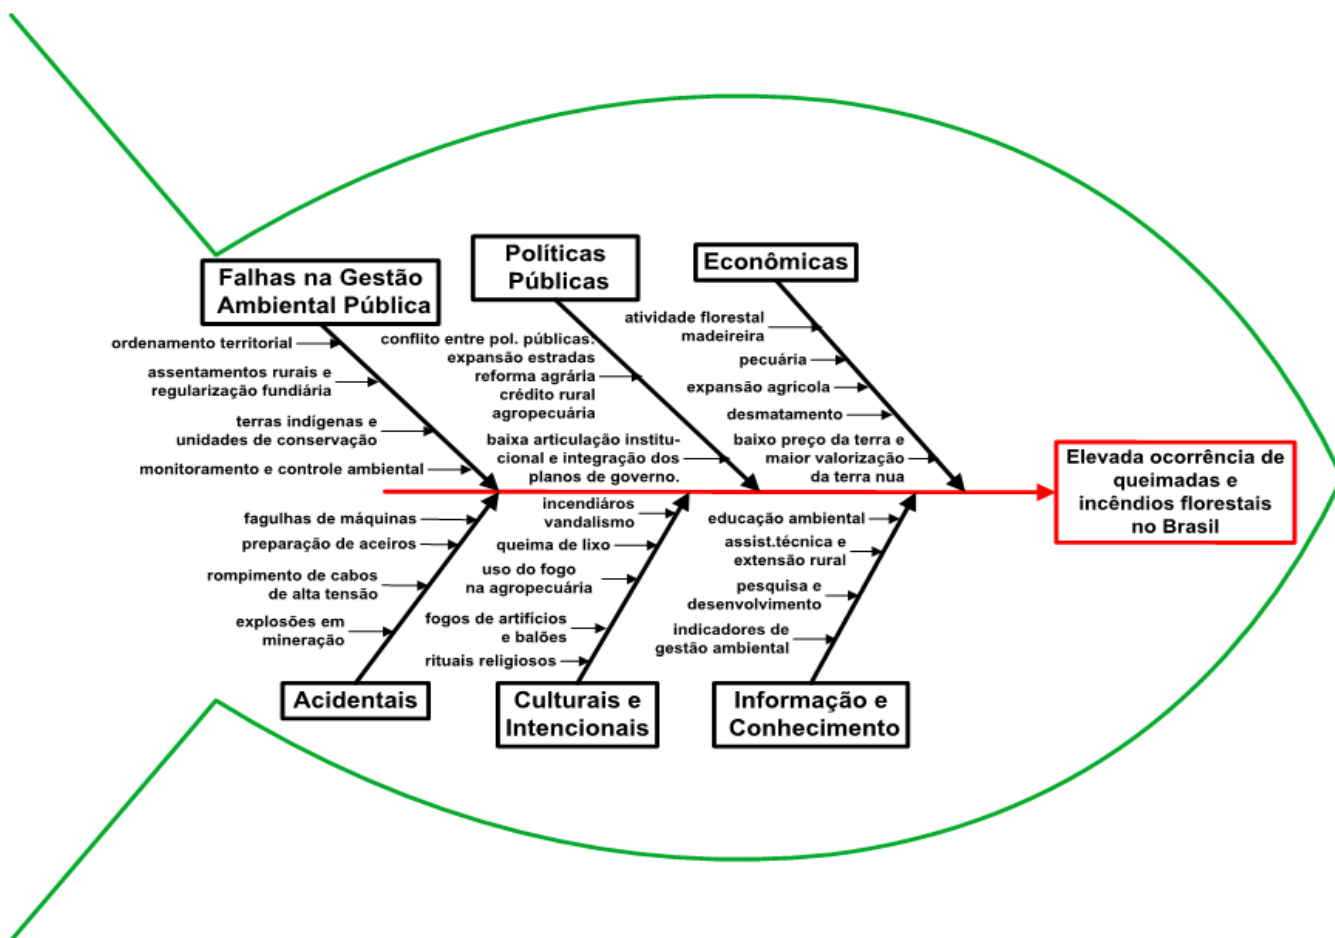 Falhas na Gestão
Ambiental Pública
ordenamento territorial
assentamentos rurais e
regularização fundiária
terras indígenas e
unidades de conservação
monitoramento e controle ambiental
Políticas
Públicas
conflito entre pol. públicas:
expansão estradas
reforma agrária
crédito rural
agropecuária
baixa articulação institu-
cional e integração dos
planos de governo.
Econômicas
atividade florestal
madeireira
pecuária
expansão agrícola
desmatamento
baixo preço da terra e
maior valorização
da terra nua
Elevada ocorrência de
queimadas e
incêndios florestais
no Brasil
fagulhas de máquinas
preparação de aceiros
rompimento de cabos
de alta tensão
explosões em
mineração
Acidentais
incendiáros
vandalismo
queima de lixo
uso do fogo
na agropecuária
fogos de artifícios
e balões
rituais religiosos
Culturais e
Intencionais
educação ambiental
assist.técnica e
extensão rural
pesquisa e
desenvolvimento
indicadores de
gestão ambiental
Informação e
Conhecimento